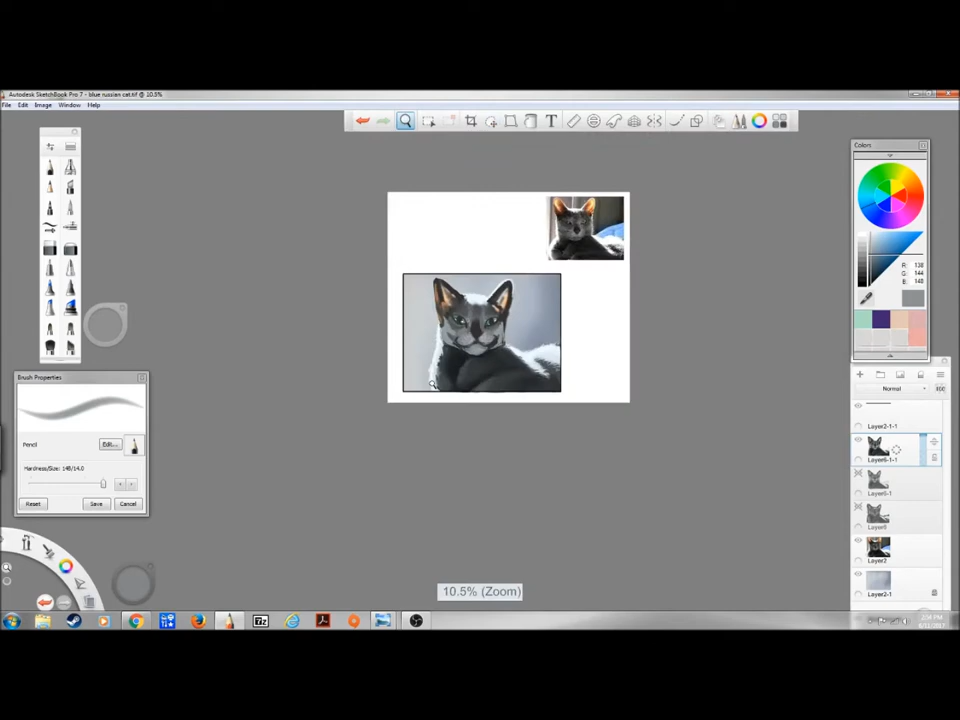 Autodesk SketchBook Pro 7 - blue russian cat.tif @ 10.5%
File Edit Image Window Help
T
Colors
R: 138
G: 144
B: 148
Brush Properties
Pencil
Edit...
Hardness/Size: 148/14.0
Reset Save Cancel
Normal 100
Layer2-1-1
Layer6-1-1
Layer6-1
Layer6
Layer2
Layer2-1
10.5% (Zoom)
7z